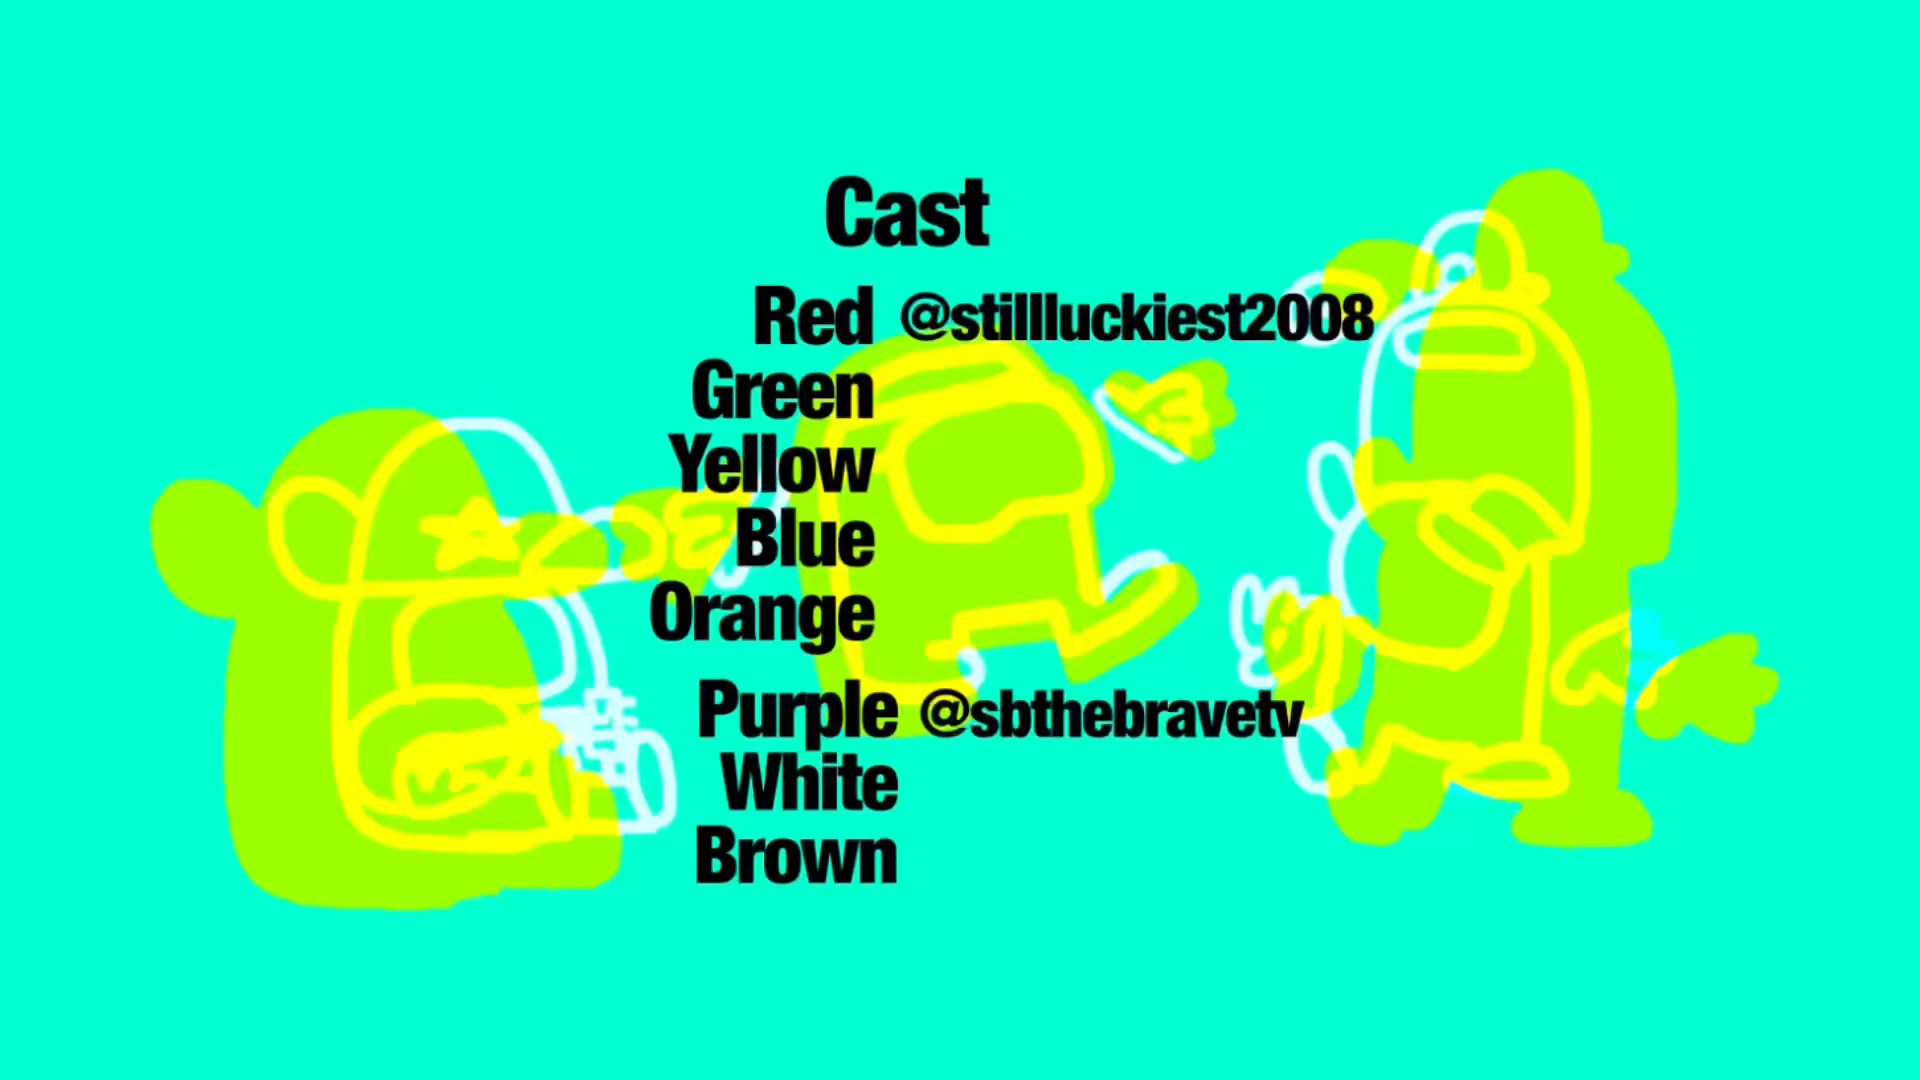 Cast
Red @stillluckiest2008
Green
Yellow
Blue
Orange
Purple @sbthebravetv
White
Brown